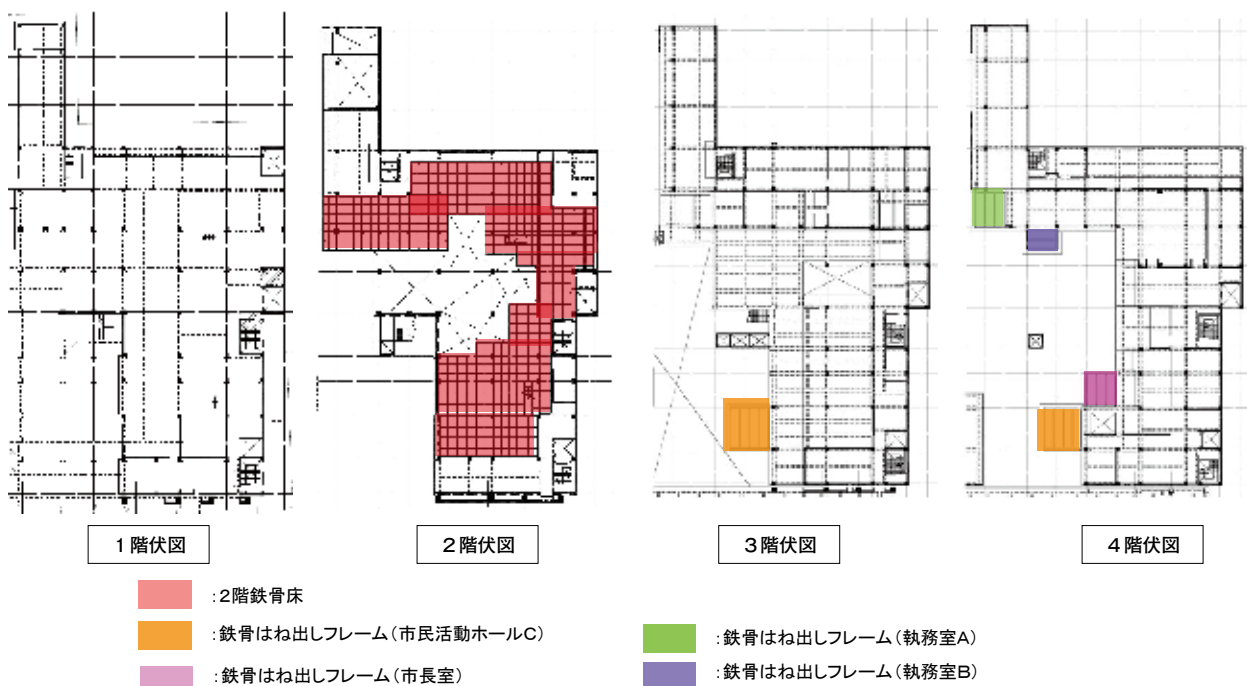 1階伏図
2階伏図
3階伏図
4階伏図
:2階鉄骨床
:鉄骨はね出しフレーム(市民活動ホールC)
:鉄骨はね出しフレーム(市長室)
:鉄骨はね出しフレーム(執務室A)
:鉄骨はね出しフレーム(執務室B)